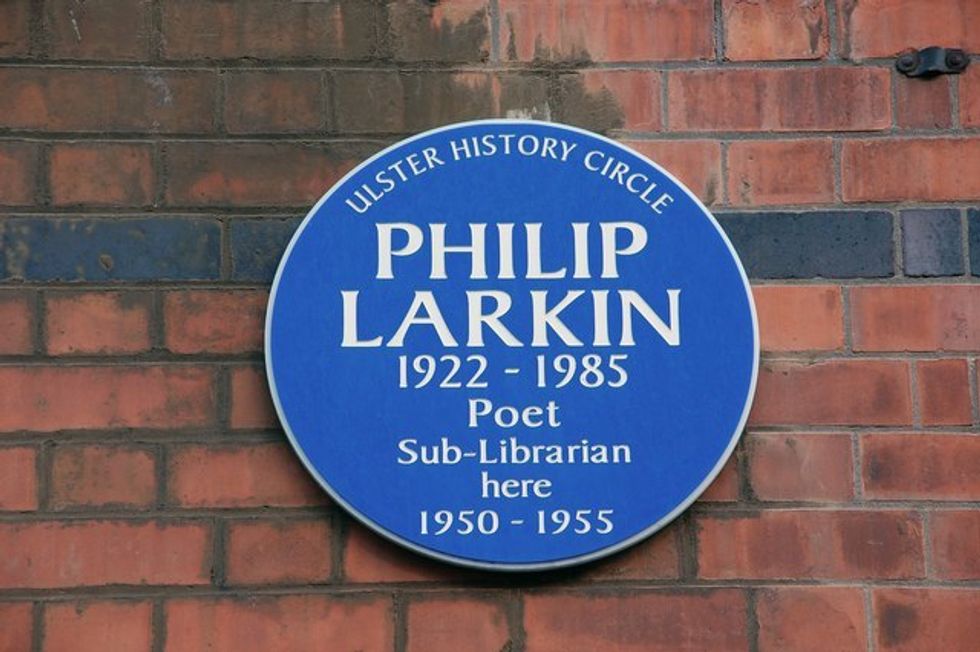 ULSTER HISTORY CIRCLE
PHILIP
LARKIN
1922 - 1985
Poet
Sub-Librarian
here
1950 - 1955